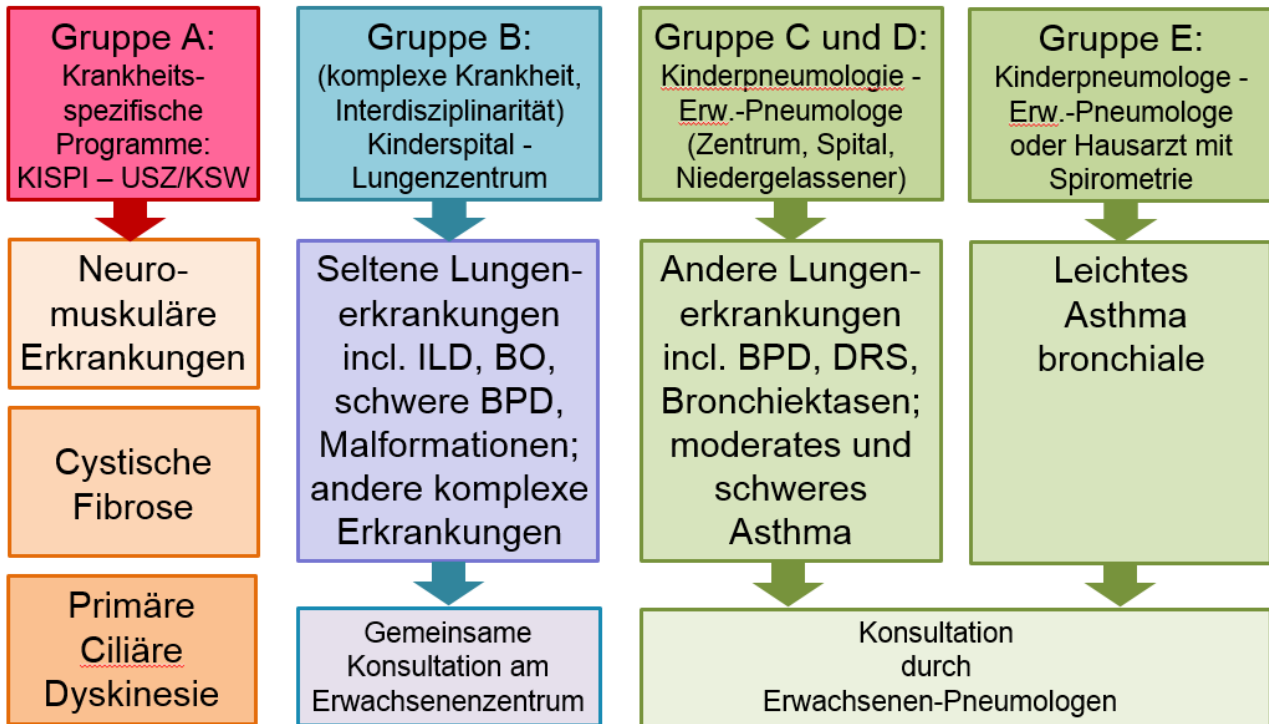 Gruppe A:
Krankheits-
spezifische
Programme:
KISPI – USZ/KSW
Neuro-
muskuläre
Erkrankungen
Cystische
Fibrose
Primäre
Ciliäre
Dyskinesie
Gruppe B:
(komplexe Krankheit,
Interdisziplinarität)
Kinderspital -
Lungenzentrum
Seltene Lungen-
erkrankungen
incl. ILD, BO,
schwere BPD,
Malformationen;
andere komplexe
Erkrankungen
Gemeinsame
Konsultation am
Erwachsenenzentrum
Gruppe C und D:
Kinderpneumologie -
Erw.-Pneumologe
(Zentrum, Spital,
Niedergelassener)
Andere Lungen-
erkrankungen
incl. BPD, DRS,
Bronchiektasen;
moderates und
schweres
Asthma
Gruppe E:
Kinderpneumologe -
Erw.-Pneumologe
oder Hausarzt mit
Spirometrie
Leichtes
Asthma
bronchiale
Konsultation
durch
Erwachsenen-Pneumologen